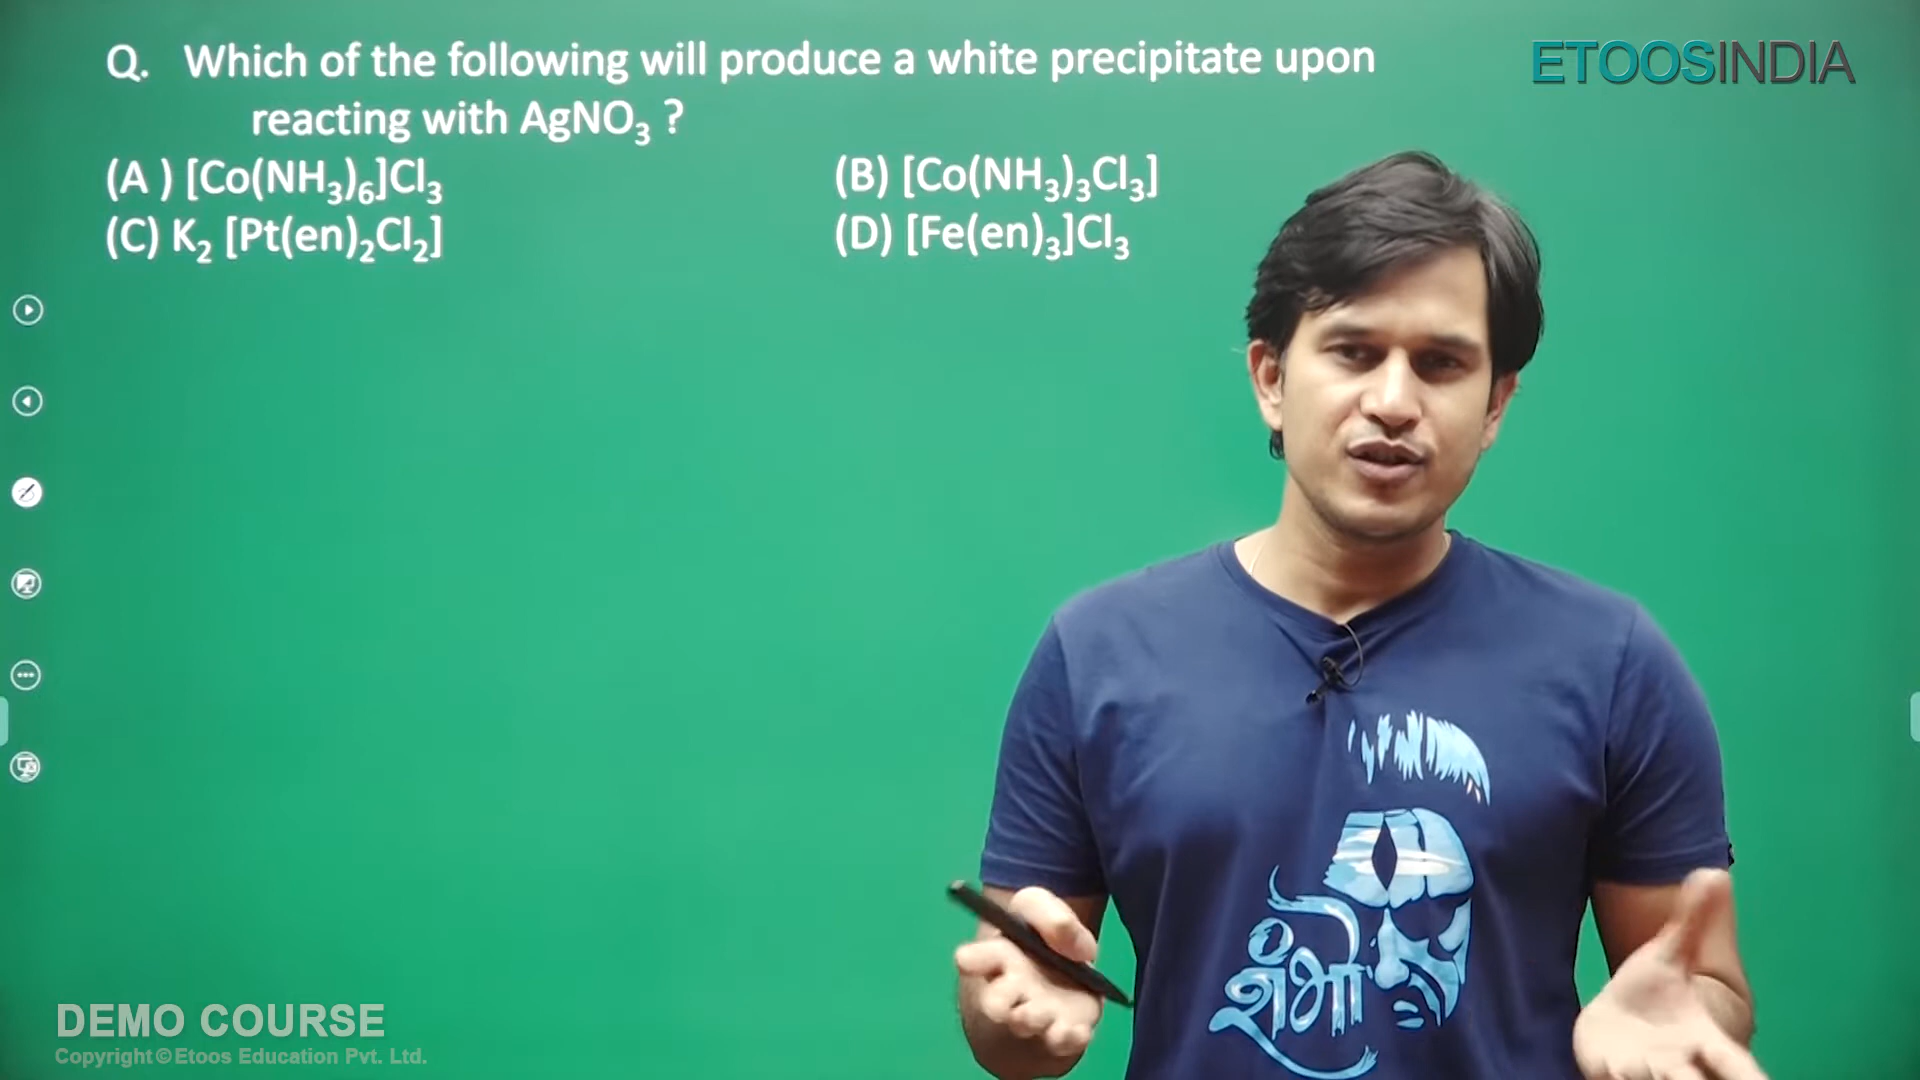 Q. Which of the following will produce a white precipitate upon
reacting with AgNO₃ ?
(A ) [Co(NH₃)₆]Cl₃
(B) [Co(NH₃)₃Cl₃]
(C) K₂ [Pt(en)₂Cl₂]
(D) [Fe(en)₃]Cl₃
ETOOSINDIA
शंभो
DEMO COURSE
Copyright © Etoos Education Pvt. Ltd.